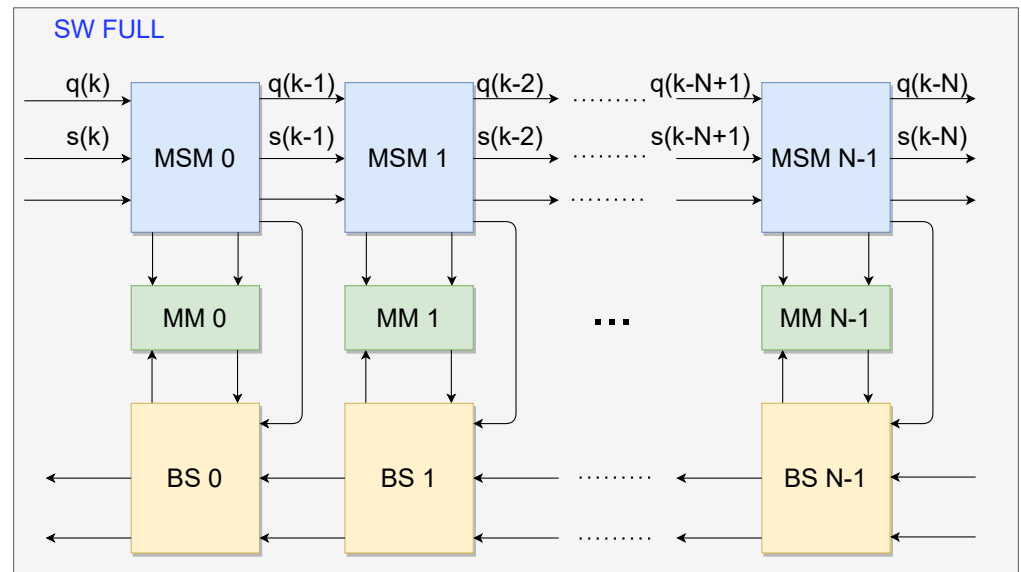 SW FULL
q(k) q(k-1) q(k-2) q(k-N+1) q(k-N)
s(k) s(k-1) s(k-2) s(k-N+1) s(k-N)
MSM 0 MSM 1 MSM N-1
MM 0 MM 1 ... MM N-1
BS 0 BS 1 BS N-1